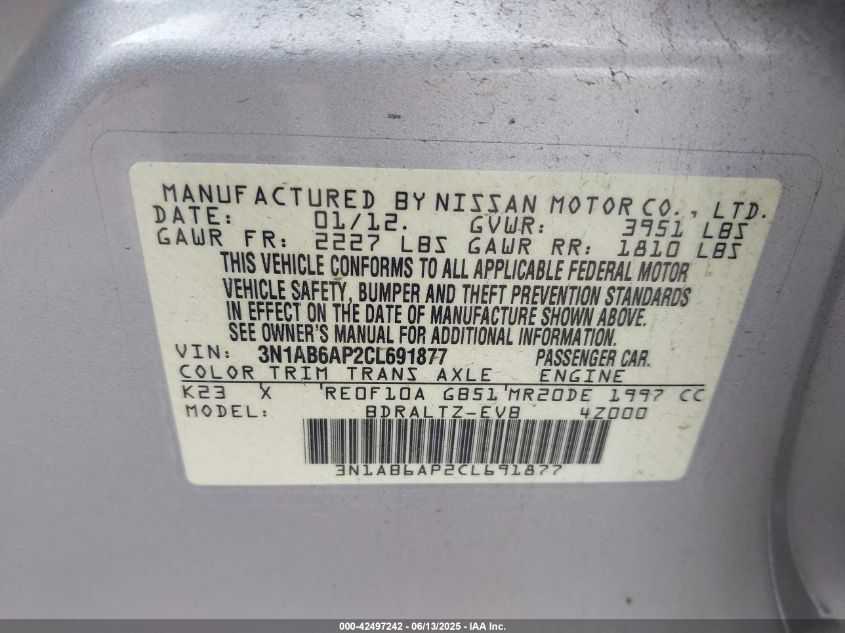 MANUFACTURED BY NISSAN MOTOR CO., LTD.
DATE: 01/12. GVWR: 3951 LBS
GAWR FR: 2227 LBS GAWR RR: 1810 LBS
THIS VEHICLE CONFORMS TO ALL APPLICABLE FEDERAL MOTOR
VEHICLE SAFETY, BUMPER AND THEFT PREVENTION STANDARDS
IN EFFECT ON THE DATE OF MANUFACTURE SHOWN ABOVE.
SEE OWNER'S MANUAL FOR ADDITIONAL INFORMATION.
VIN: 3N1AB6AP2CL691877 PASSENGER CAR.
COLOR TRIM TRANS AXLE ENGINE
K23 X 'RE0F10A GB51'MR20DE 1997 CC
MODEL: BDRALTZ-EVB 4Z000
3N1AB6AP2CL691877
000-42497242 - 06/13/2025 - IAA Inc.